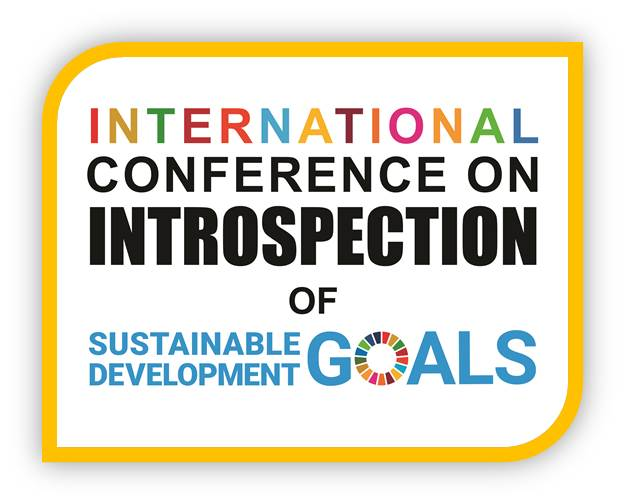 INTERNATIONAL
CONFERENCE ON
INTROSPECTION
OF
SUSTAINABLE
DEVELOPMENT GOALS